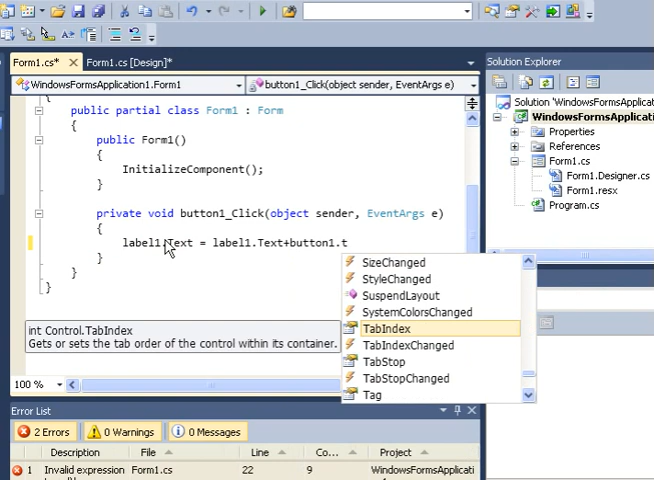 Form1.cs*
Form1.cs [Design]*
WindowsFormsApplication1.Form1
button1_Click(object sender, EventArgs e)
{
public partial class Form1 : Form
{
public Form1()
{
InitializeComponent();
}
private void button1_Click(object sender, EventArgs e)
{
label1.Text = label1.Text+button1.t
}
}
}
SizeChanged
StyleChanged
SuspendLayout
SystemColorsChanged
TabIndex
TabIndexChanged
TabStop
TabStopChanged
Tag
int Control.TabIndex
Gets or sets the tab order of the control within its container.
100 %
Error List
2 Errors
0 Warnings
0 Messages
Description
File
Line
Co...
Project
1
Invalid expression
Form1.cs
22
9
WindowsFormsApplicati
Solution Explorer
Solution 'WindowsFormsApplicat
WindowsFormsApplicati
Properties
References
Form1.cs
Form1.Designer.cs
Form1.resx
Program.cs